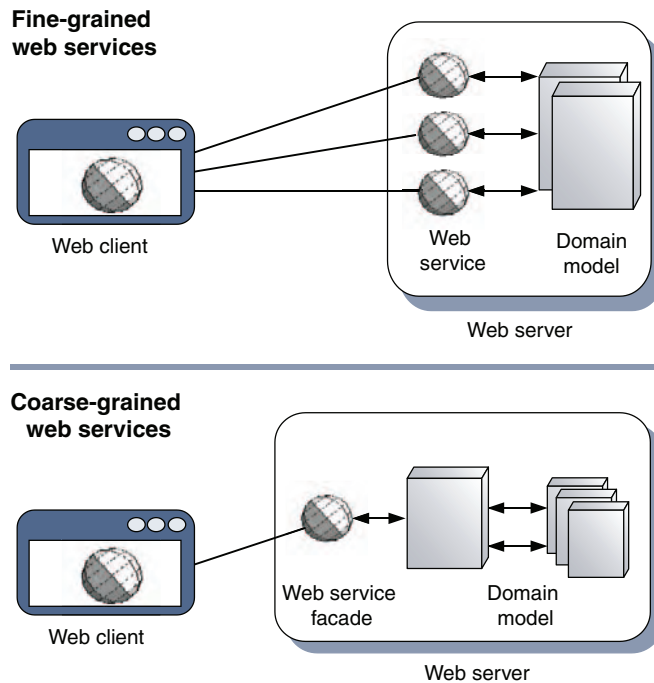 Fine-grained
web services
Web client
Web
service
Domain
model
Web server
Coarse-grained
web services
Web client
Web service
facade
Domain
model
Web server